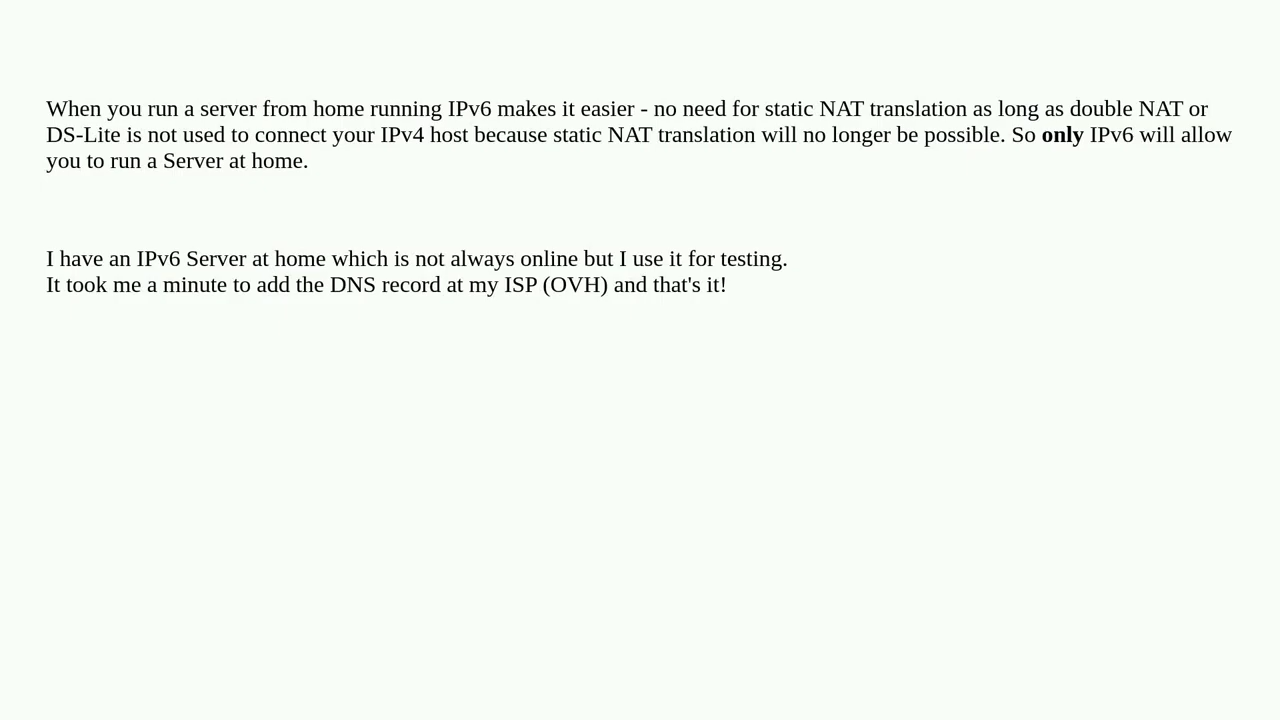 When you run a server from home running IPv6 makes it easier - no need for static NAT translation as long as double NAT or
DS-Lite is not used to connect your IPv4 host because static NAT translation will no longer be possible. So only IPv6 will allow
you to run a Server at home.
I have an IPv6 Server at home which is not always online but I use it for testing.
It took me a minute to add the DNS record at my ISP (OVH) and that's it!